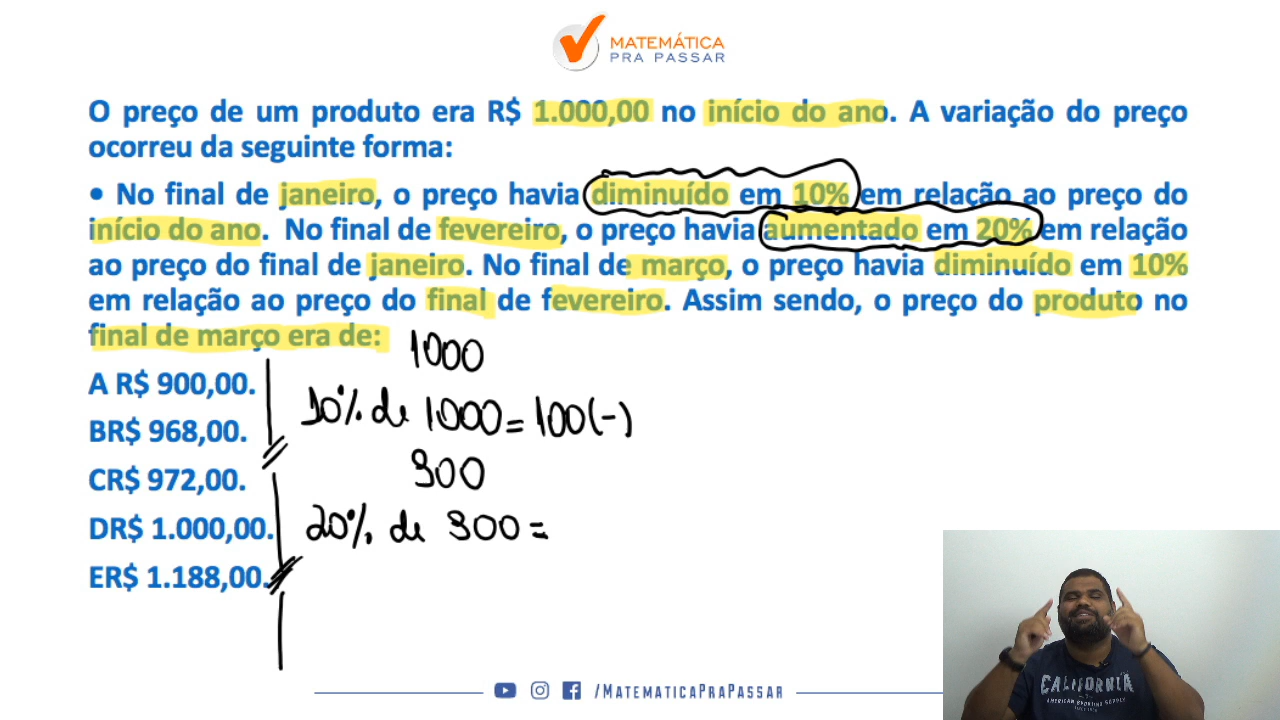 MATEMÁTICA
PRA PASSAR
O preço de um produto era R$ 1.000,00 no início do ano. A variação do preço
ocorreu da seguinte forma:
• No final de janeiro, o preço havia diminuído em 10% em relação ao preço do
início do ano. No final de fevereiro, o preço havia aumentado em 20% em relação
ao preço do final de janeiro. No final de março, o preço havia diminuído em 10%
em relação ao preço do final de fevereiro. Assim sendo, o preço do produto no
final de março era de:
1000
A R$ 900,00.
10% de 1000 = 100 (-)
BR$ 968,00.
900
CR$ 972,00.
20% de 900 =
DR$ 1.000,00.
ER$ 1.188,00.
CALIFORNIA
AMERICAN SPORTING SUPPLY
/MATEMATICAPRAPASSAR